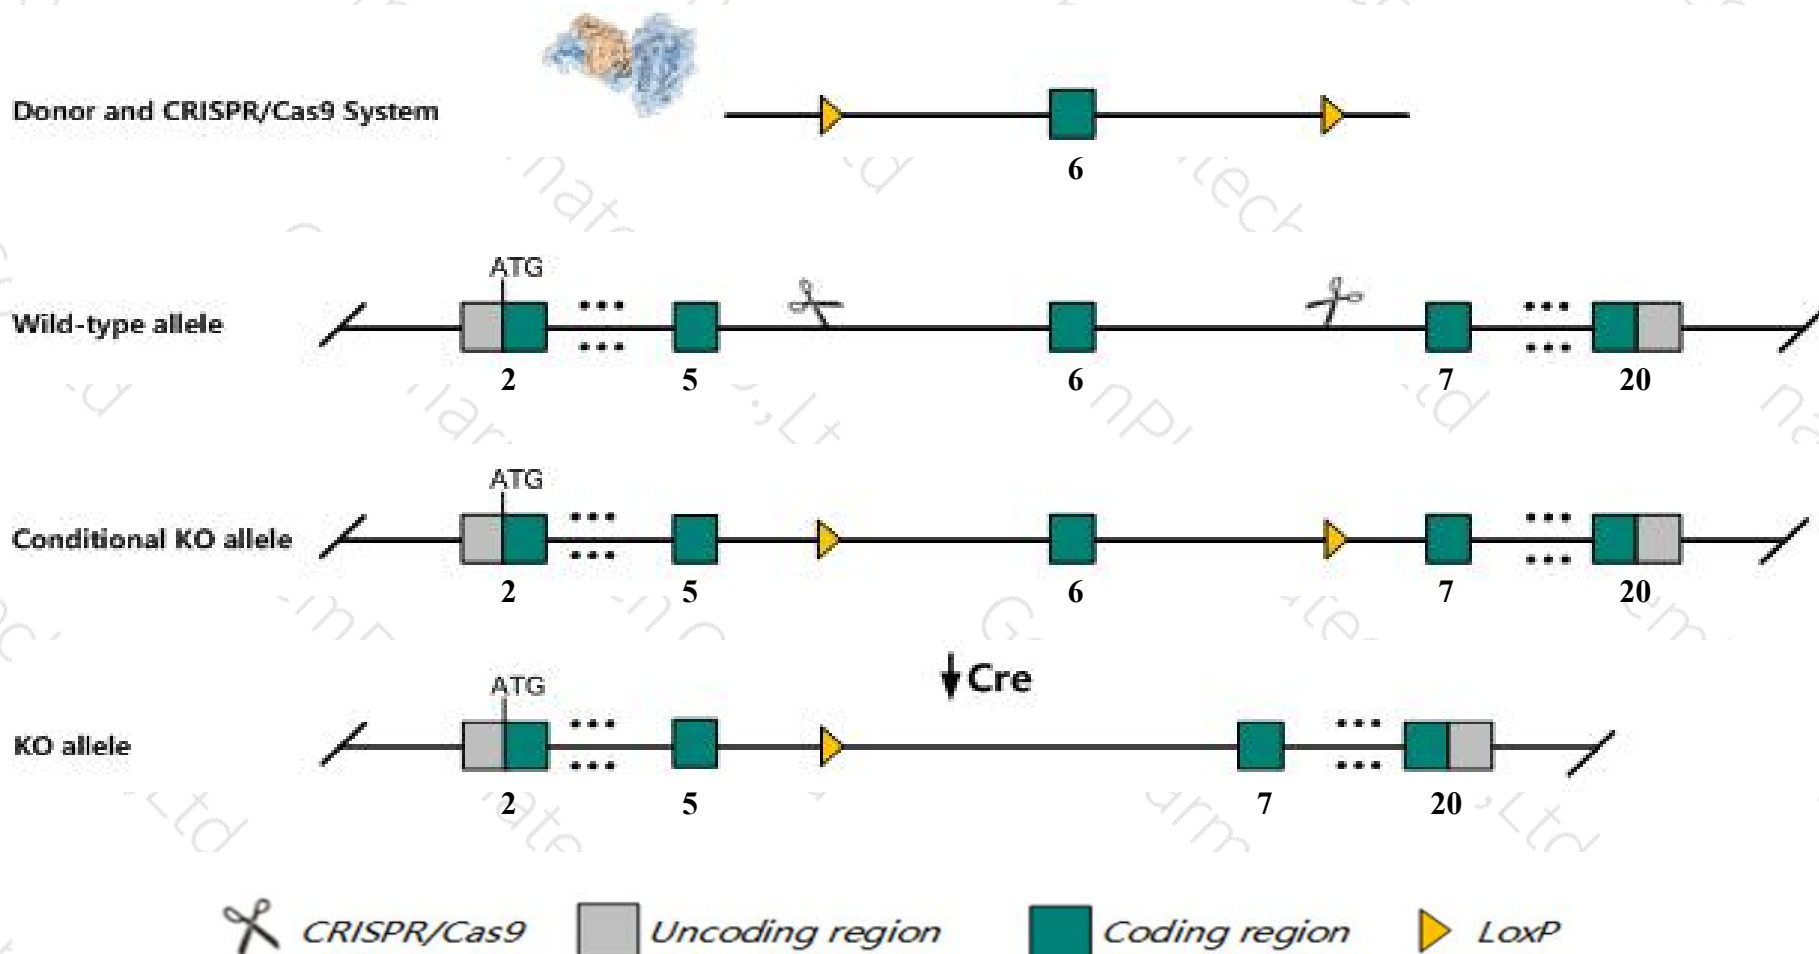 Donor and CRISPR/Cas9 System
6
ATG
Wild-type allele
2 5 6 7 20
ATG
Conditional KO allele
2 5 6 7 20
Cre
ATG
KO allele
2 5 7 20
CRISPR/Cas9 Uncoding region Coding region LoxP